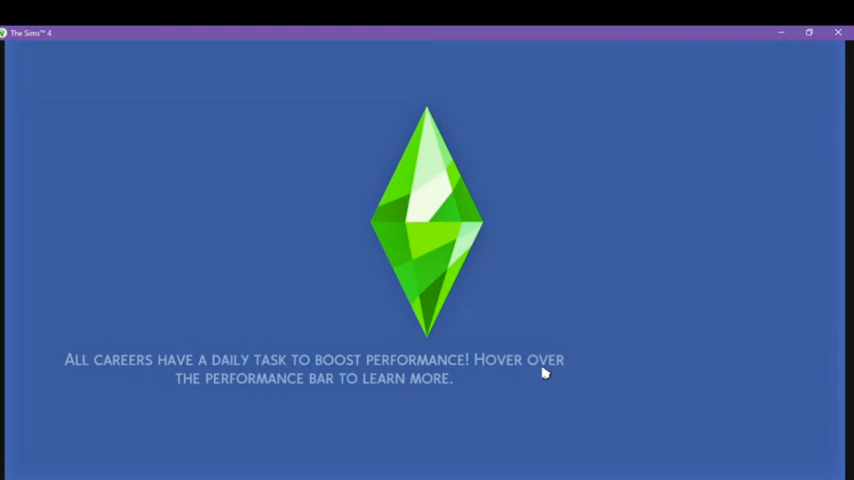 The Sims™ 4
All careers have a daily task to boost performance! Hover over
the performance bar to learn more.